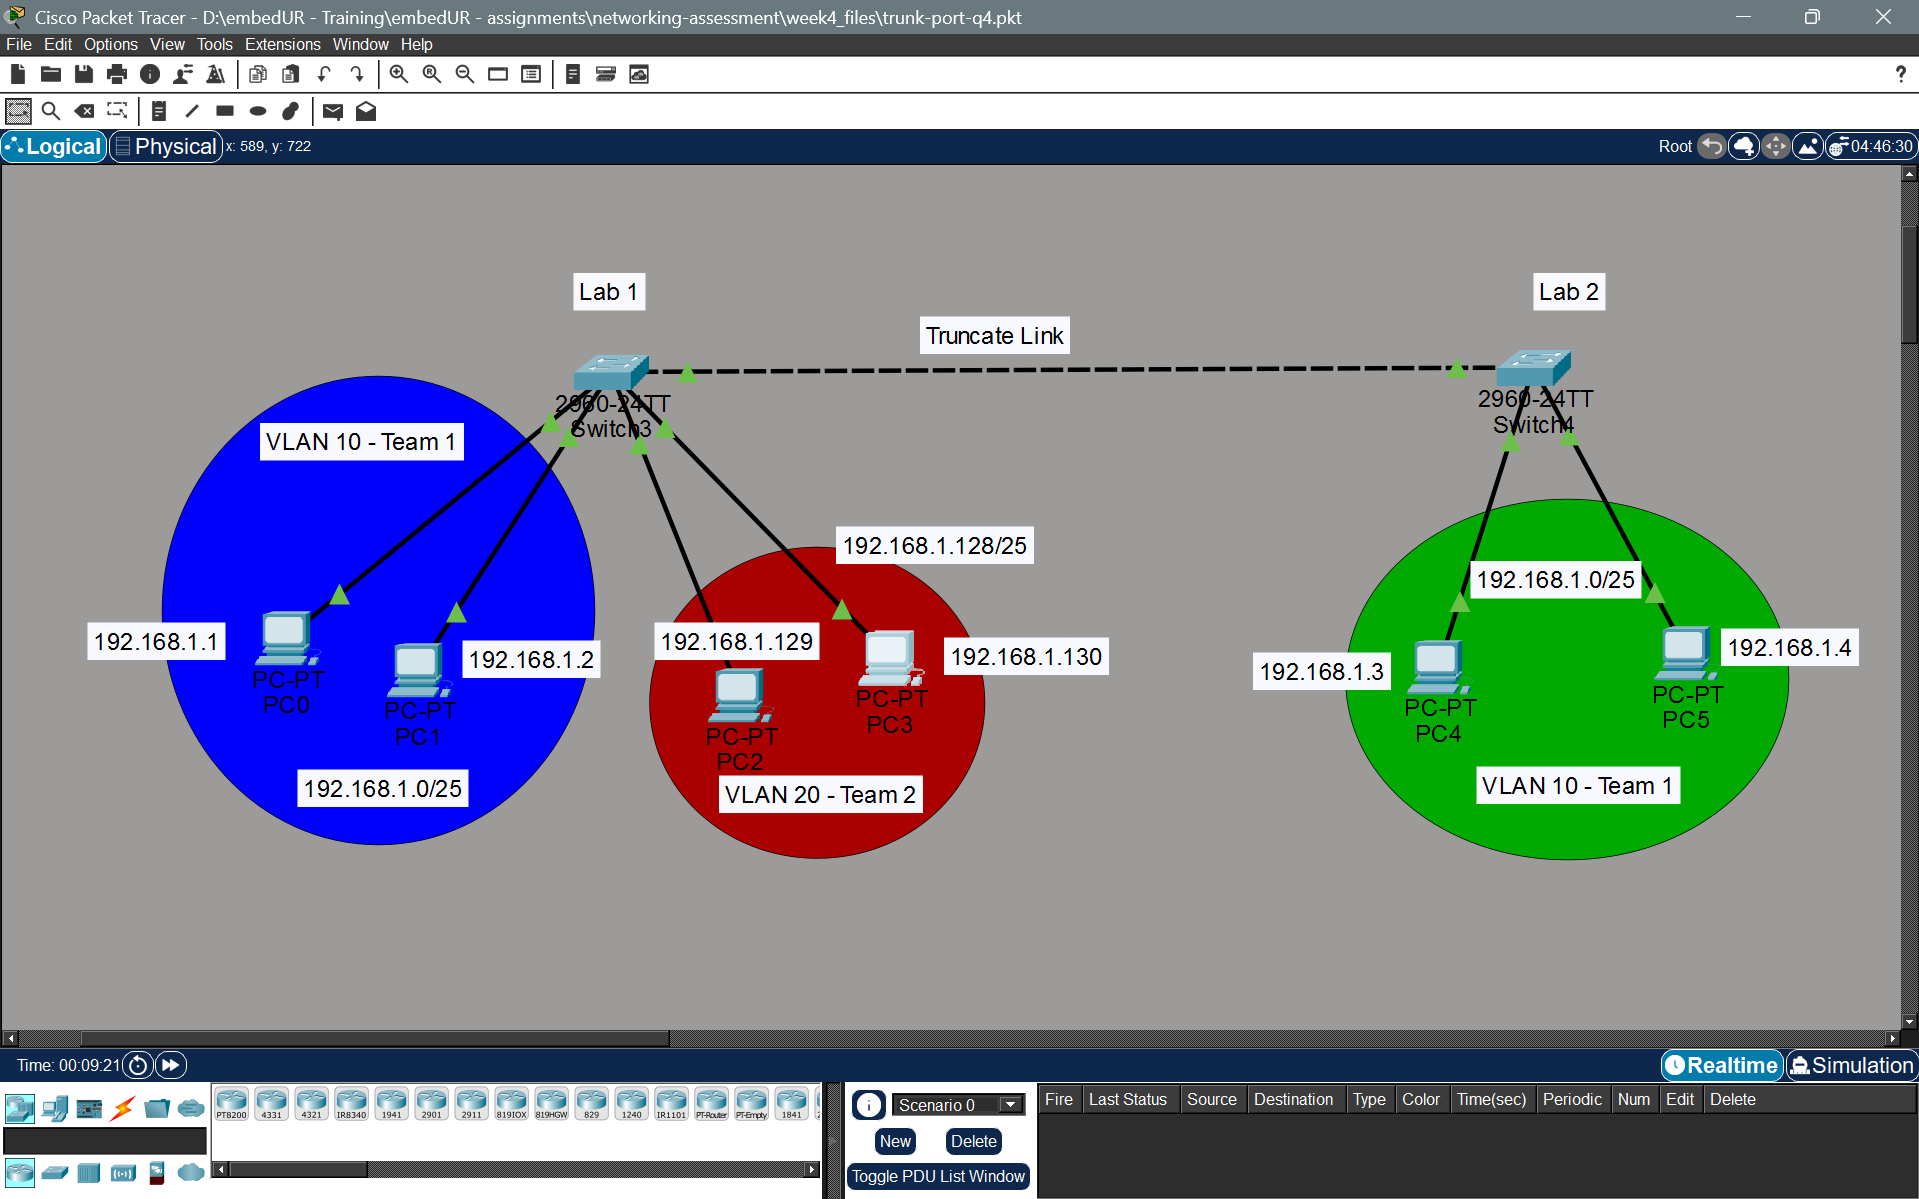 Cisco Packet Tracer - D:\embedUR - Training\embedUR - assignments\networking-assessment\week4_files\trunk-port-q4.pkt
File Edit Options View Tools Extensions Window Help
?
Logical Physical x: 589, y: 722 Root 04:46:30
Lab 1
Lab 2
Truncate Link
2960-24TT
Switch3
2960-24TT
Switch4
VLAN 10 - Team 1
192.168.1.128/25
192.168.1.0/25
192.168.1.1
192.168.1.2
192.168.1.129
192.168.1.130
192.168.1.3
192.168.1.4
PC-PT
PC0
PC-PT
PC1
PC-PT
PC2
PC-PT
PC3
PC-PT
PC4
PC-PT
PC5
192.168.1.0/25
VLAN 20 - Team 2
VLAN 10 - Team 1
Time: 00:09:21 Realtime Simulation
PT8200 4331 4321 IR8340 1941 2901 2911 819IOX 819HGW 829 1240 IR1101 PT-Router PT-Empty 1841
Scenario 0
New Delete
Toggle PDU List Window
Fire Last Status Source Destination Type Color Time(sec) Periodic Num Edit Delete